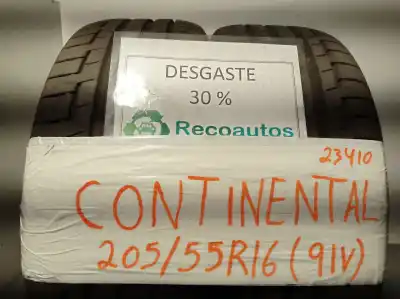 DESGASTE
30 %
Recoautos
23410
CONTINENTAL
205/55R16 (91V)